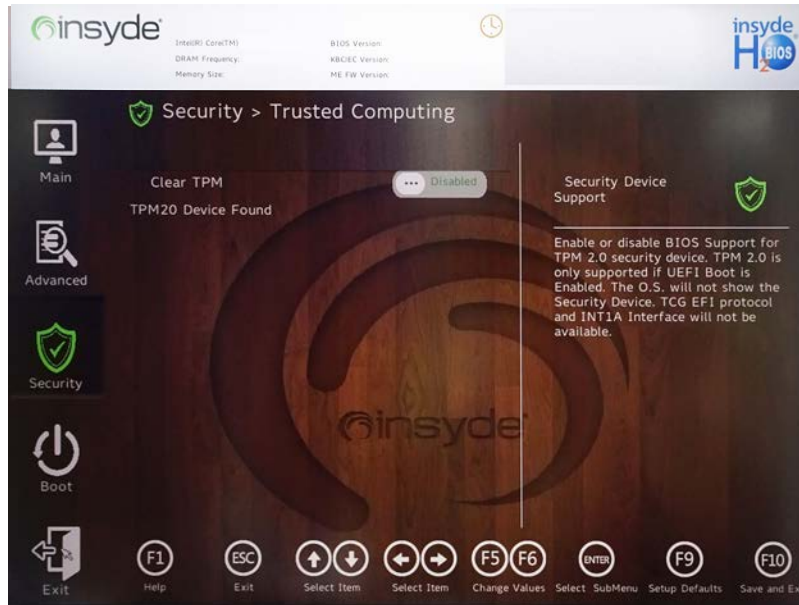 insyde
Intel(R) Core(TM)
DRAM Frequency:
Memory Size:
BIOS Version:
KBC/EC Version:
ME FW Version:
insyde
H2O
BIOS
Security > Trusted Computing
Main
Advanced
Security
Boot
Exit
Clear TPM
Disabled
TPM20 Device Found
Security Device
Support
Enable or disable BIOS Support for
TPM 2.0 security device. TPM 2.0 is
only supported if UEFI Boot is
Enabled. The O.S. will not show the
Security Device. TCG EFI protocol
and INT1A Interface will not be
available.
insyde
F1 Help
ESC Exit
Select Item
Select Item
F5 F6 Change Values
ENTER Select SubMenu
F9 Setup Defaults
F10 Save and Ex